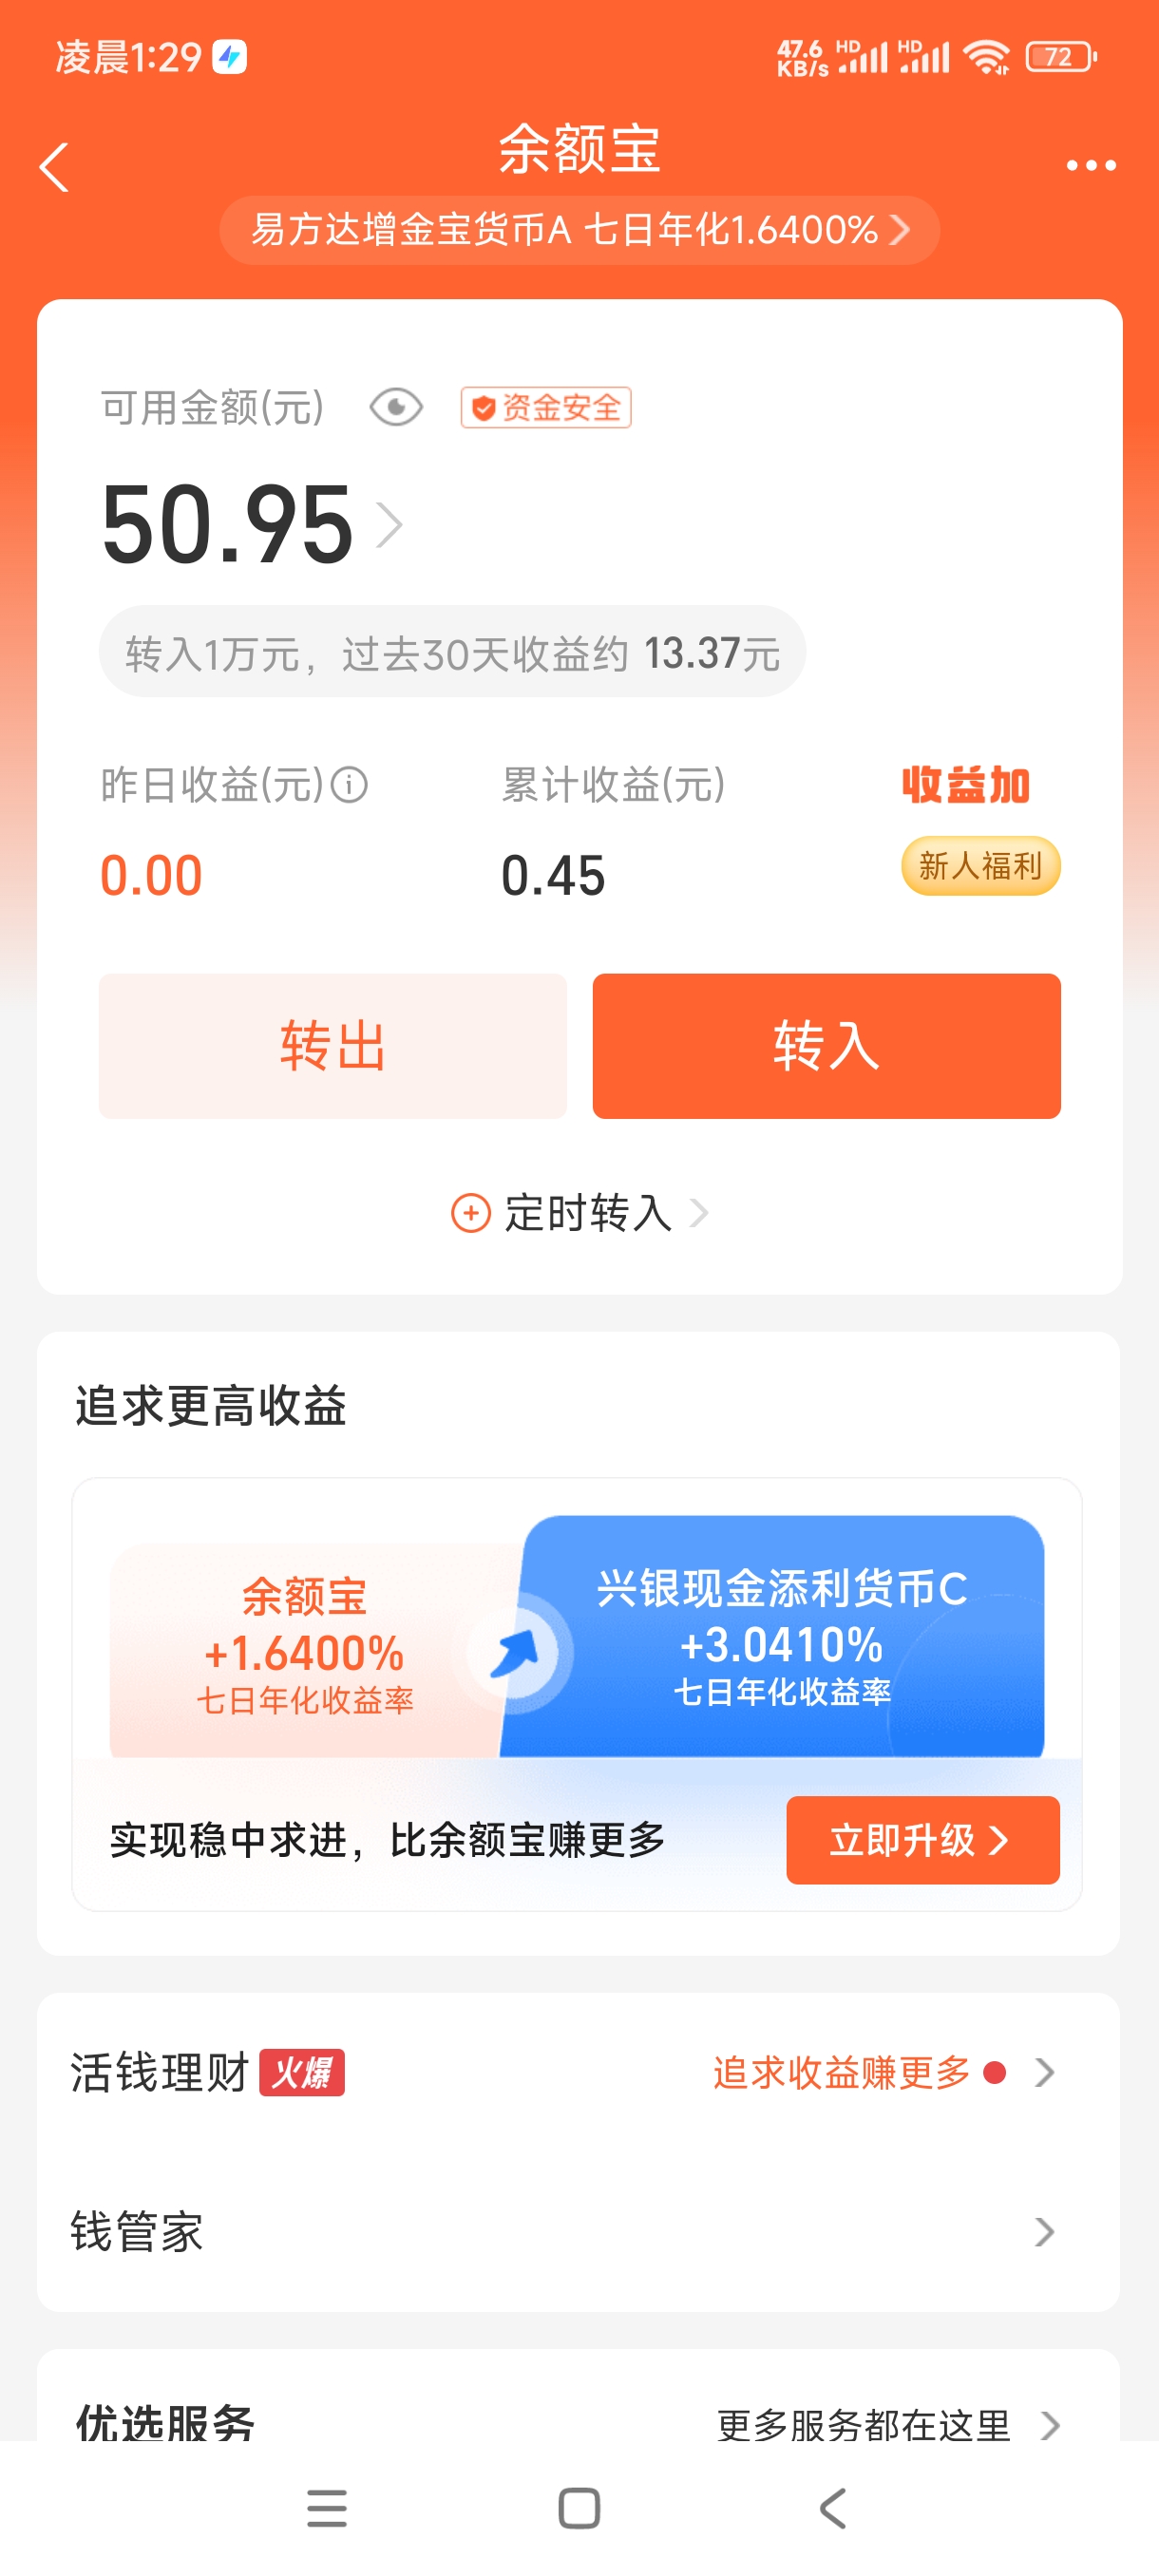 凌晨1:29
47.6 KB/s HD HD 72
余额宝
易方达增金宝货币A 七日年化1.6400%
可用金额(元) 资金安全
50.95
转入1万元，过去30天收益约 13.37元
昨日收益(元) 累计收益(元) 收益加
0.00 0.45 新人福利
转出 转入
定时转入
追求更高收益
余额宝 兴银现金添利货币C
+1.6400% +3.0410%
七日年化收益率 七日年化收益率
实现稳中求进，比余额宝赚更多 立即升级
活钱理财 火爆 追求收益赚更多
钱管家
优选服务 更多服务都在这里